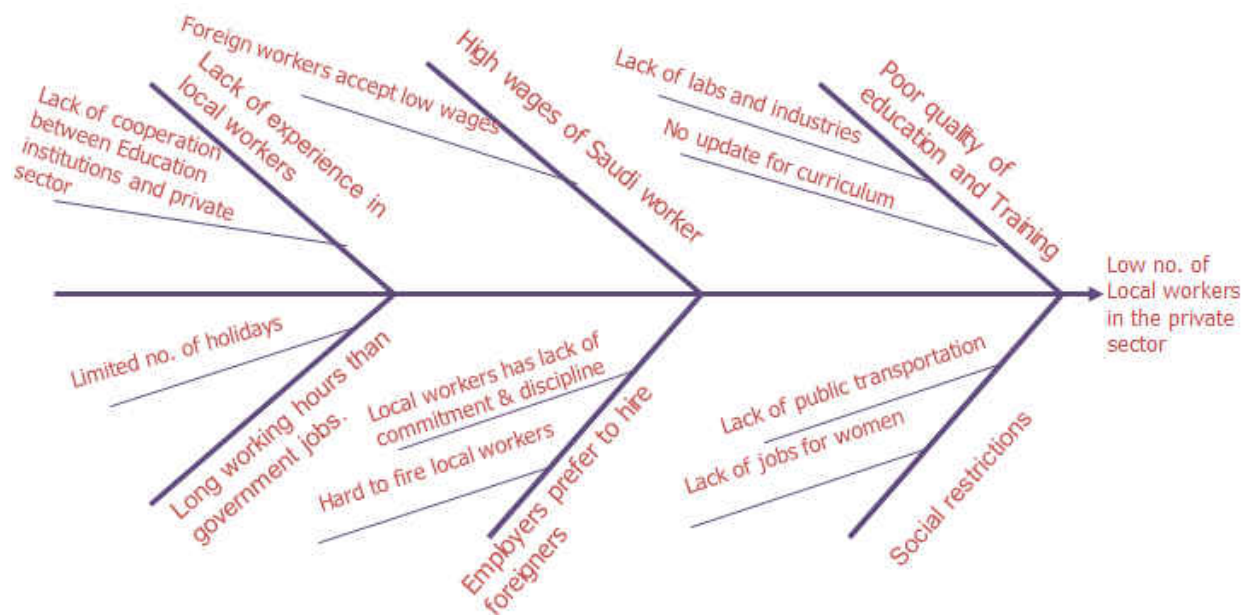 Lack of cooperation
between Education
institutions and private
sector
Lack of experience in
local workers
Foreign workers accept low wages
High wages of Saudi worker
Lack of labs and industries
No update for curriculum
Poor quality of
education and Training
Low no. of
Local workers
in the private
sector
Limited no. of holidays
Long working hours than
government jobs.
Local workers has lack of
commitment & discipline
Hard to fire local workers
Employers prefer to hire
foreigners
Lack of public transportation
Lack of jobs for women
Social restrictions